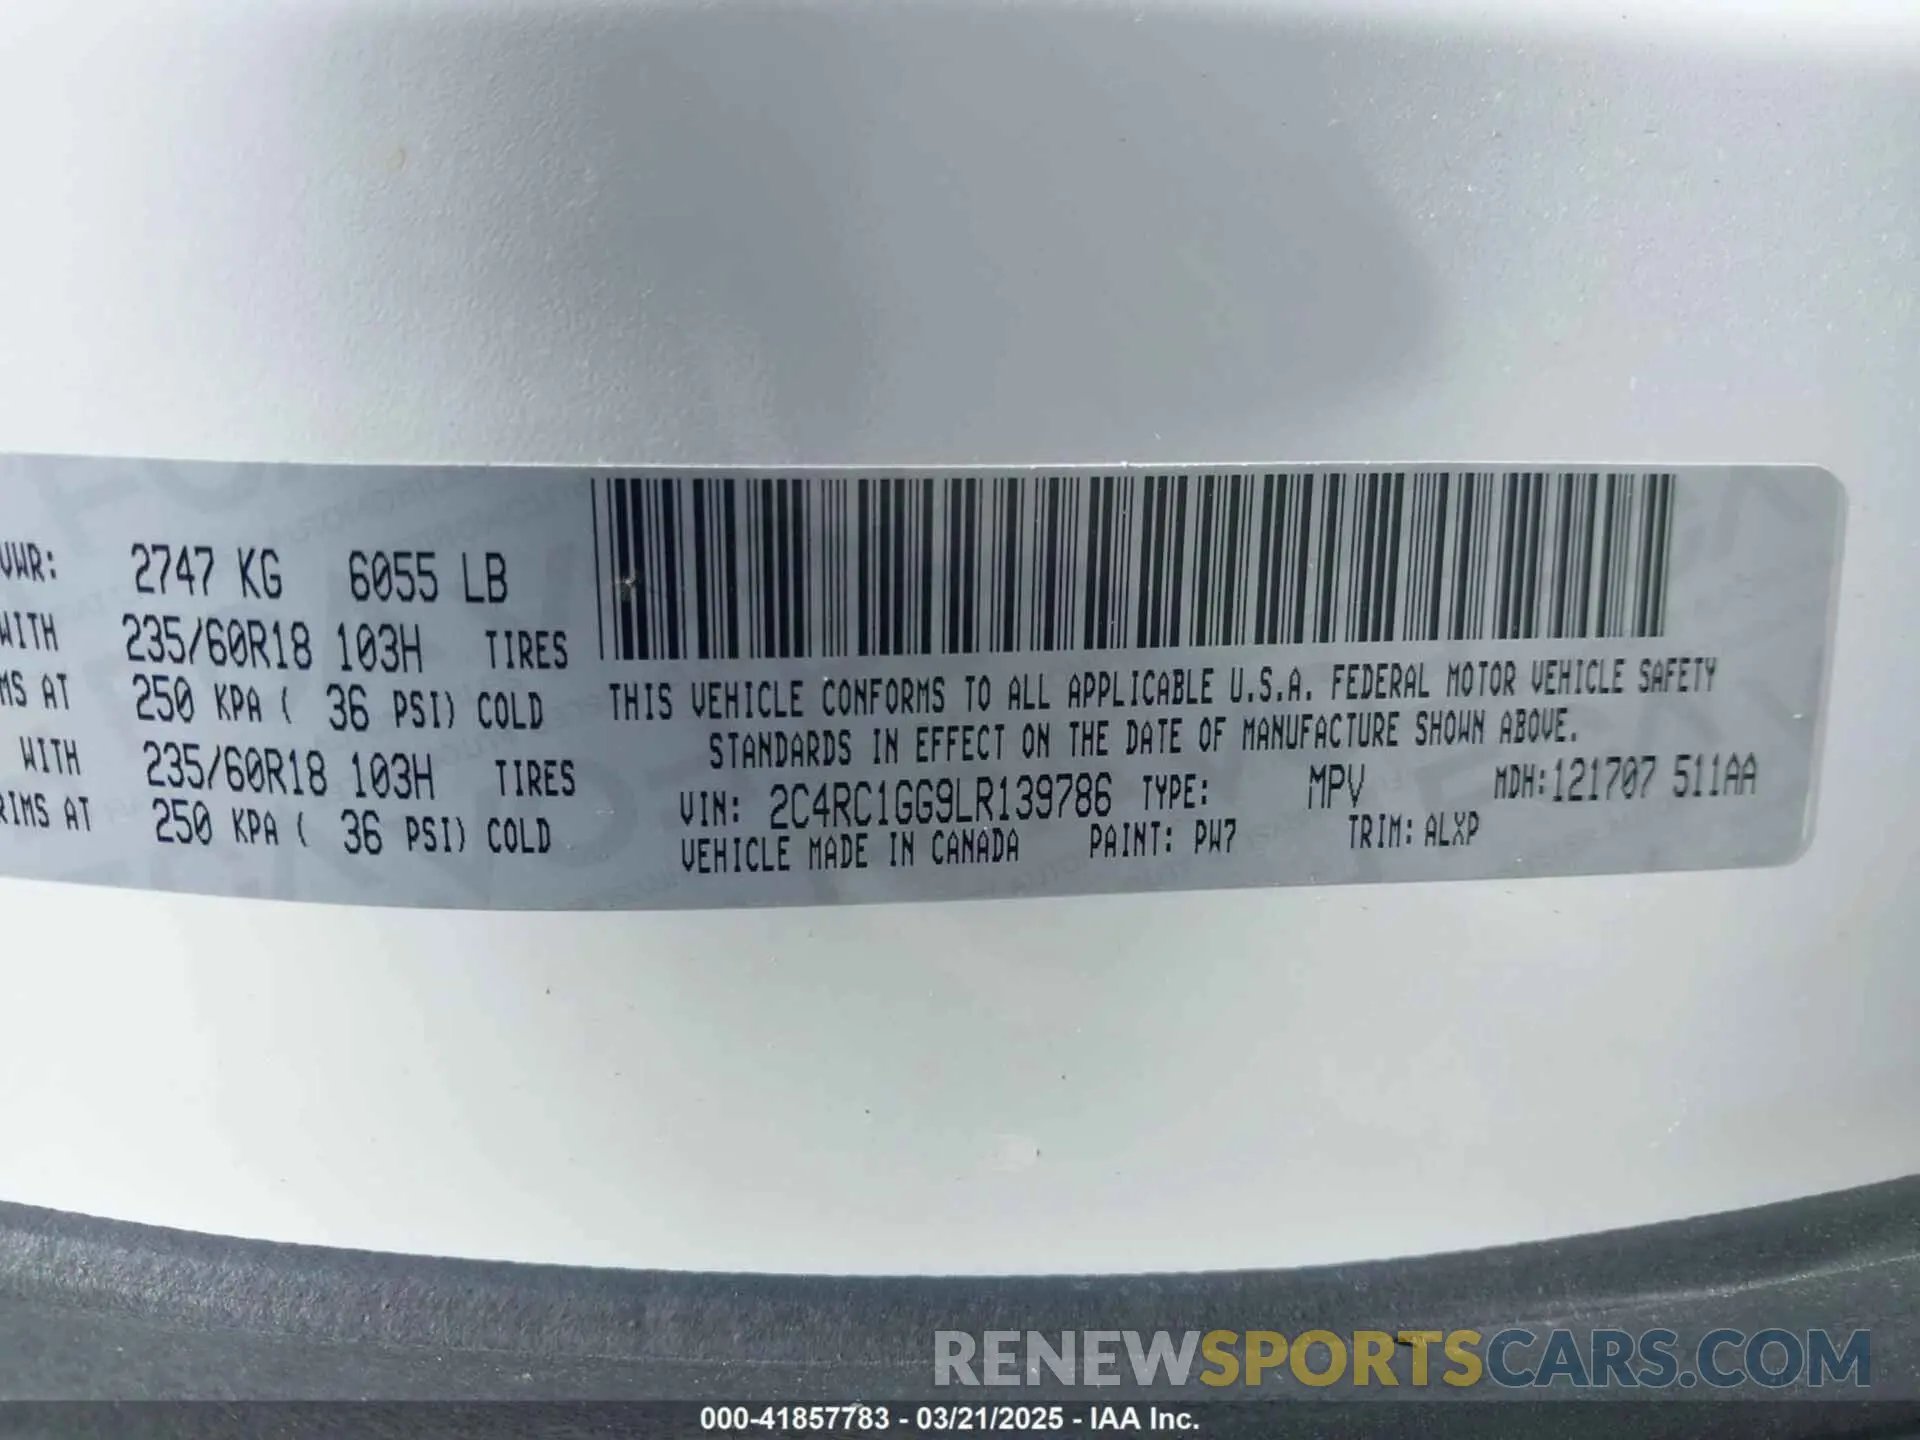 VWR: 2747 KG 6055 LB
WITH 235/60R18 103H TIRES
MS AT 250 KPA ( 36 PSI) COLD
WITH 235/60R18 103H TIRES
RIMS AT 250 KPA ( 36 PSI) COLD
THIS VEHICLE CONFORMS TO ALL APPLICABLE U.S.A. FEDERAL MOTOR VEHICLE SAFETY
STANDARDS IN EFFECT ON THE DATE OF MANUFACTURE SHOWN ABOVE.
VIN: 2C4RC1GG9LR139786 TYPE: MPV MDH:121707 511AA
VEHICLE MADE IN CANADA PAINT: PW7 TRIM: ALXP
RENEWSPORTSCARS.COM
000-41857783 - 03/21/2025 - IAA Inc.